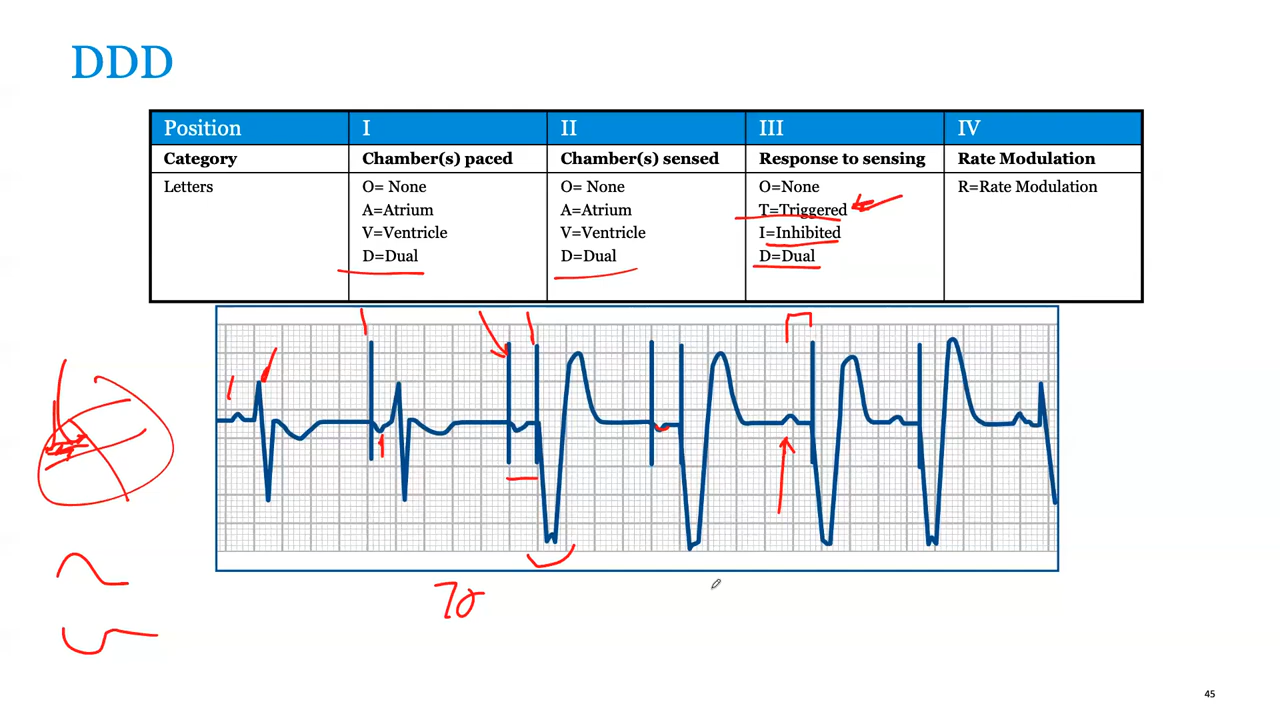 DDD
Position I II III IV
Category Chamber(s) paced Chamber(s) sensed Response to sensing Rate Modulation
Letters O= None O= None O=None R=Rate Modulation
A=Atrium A=Atrium T=Triggered
V=Ventricle V=Ventricle I=Inhibited
D=Dual D=Dual D=Dual
45